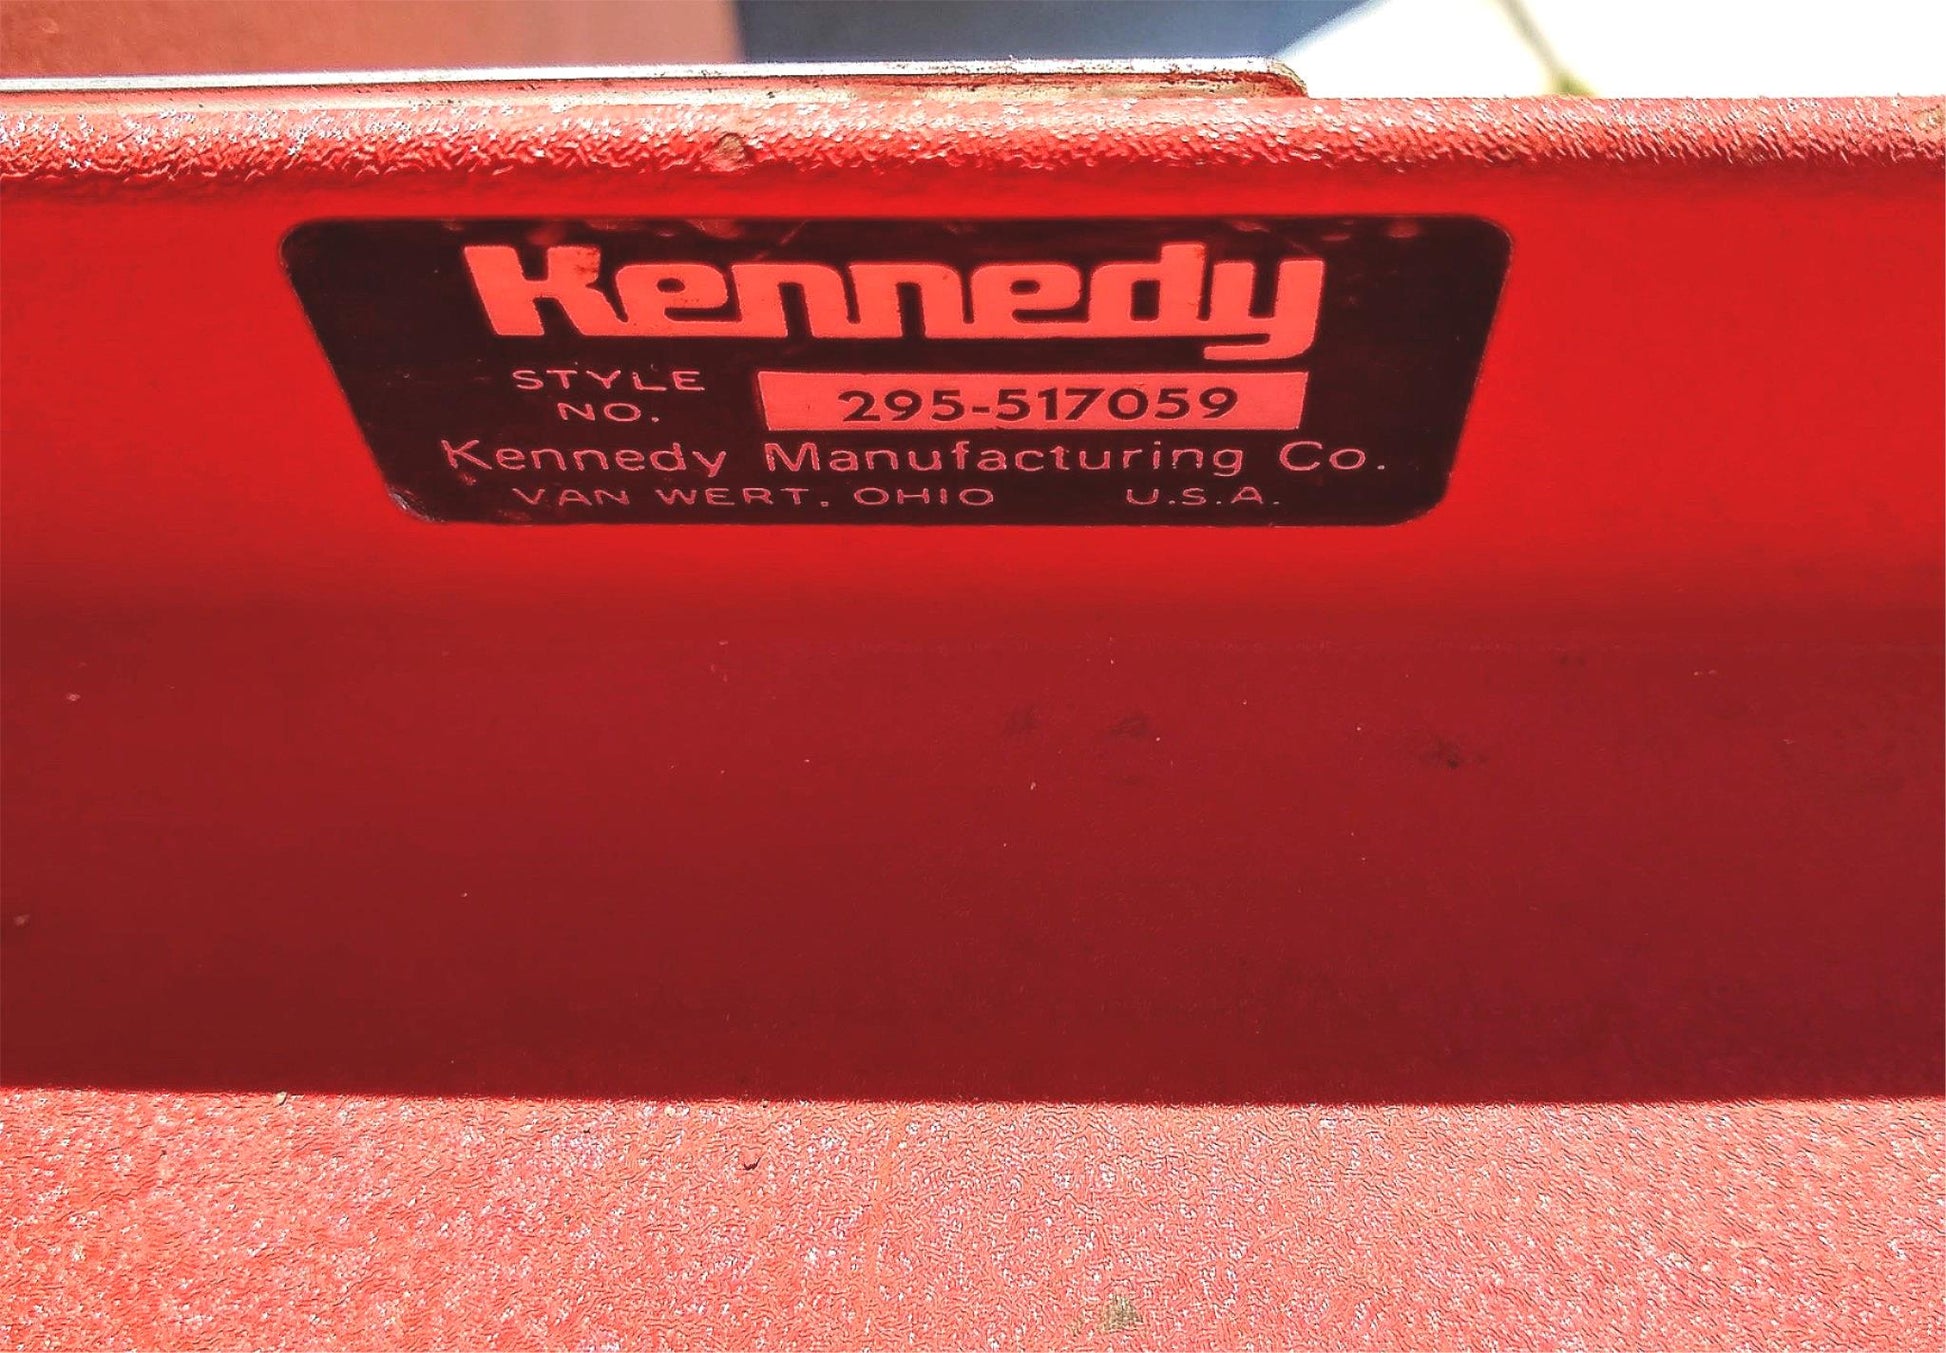 Kennedy
STYLE
NO.
295-517059
Kennedy Manufacturing Co.
VAN WERT, OHIO U.S.A.